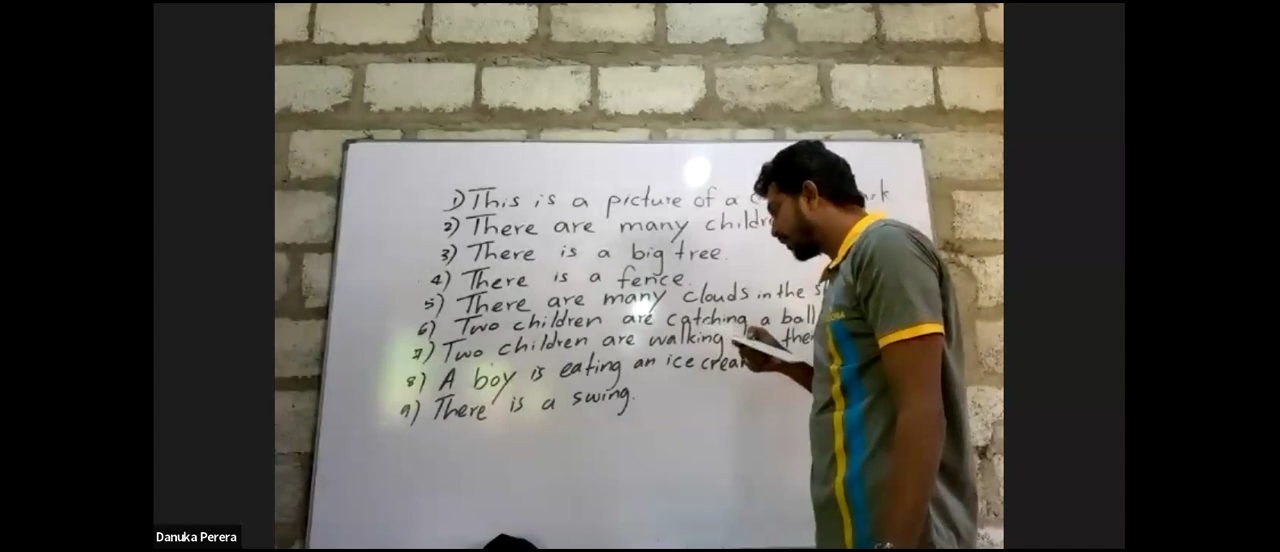 1) This is a picture of a
2) There are many
3) There is a big tree.
4) There is a fence.
5) There are many clouds in the
6) Two children are catching a ball
7) Two children are walking
8) A boy is eating an ice
9) There is a swing.
Danuka Perera